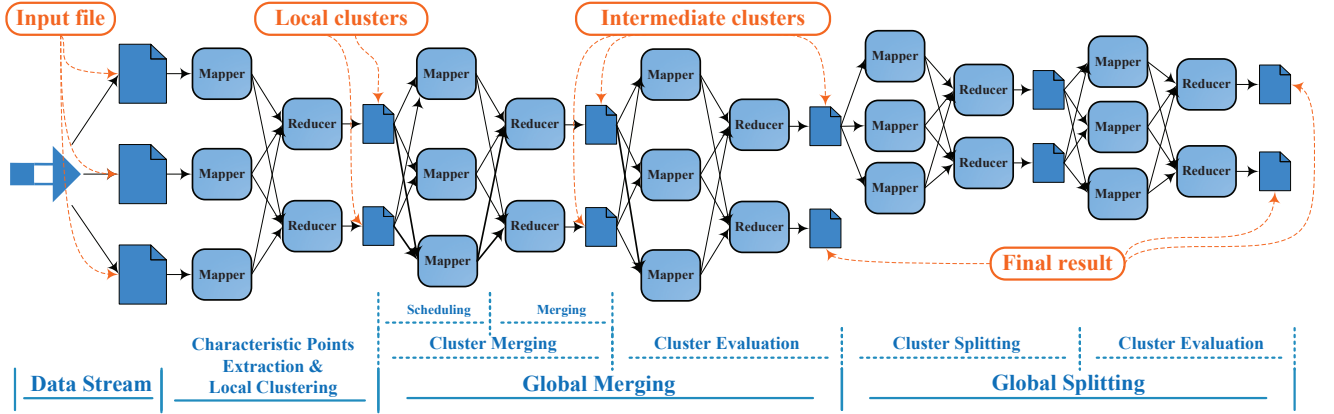 Input file
Local clusters
Intermediate clusters
Mapper
Mapper
Mapper
Reducer
Reducer
Mapper
Mapper
Mapper
Reducer
Reducer
Mapper
Mapper
Mapper
Reducer
Reducer
Mapper
Mapper
Mapper
Reducer
Reducer
Mapper
Mapper
Mapper
Reducer
Reducer
Final result
Scheduling
Merging
Characteristic Points
Extraction &
Local Clustering
Cluster Merging
Cluster Evaluation
Cluster Splitting
Cluster Evaluation
Data Stream
Global Merging
Global Splitting